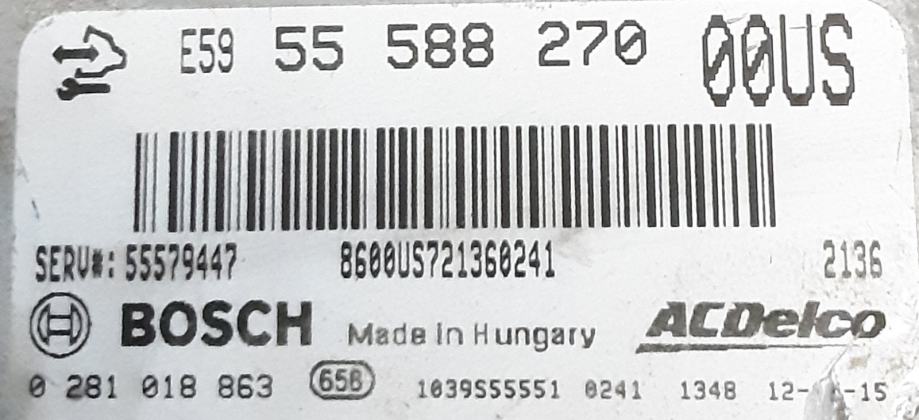 E59 55 588 270 00US
SERV#: 55579447 8600US721360241 2136
BOSCH Made in Hungary ACDelco
0 281 018 863 658 1039S55551 0241 1348